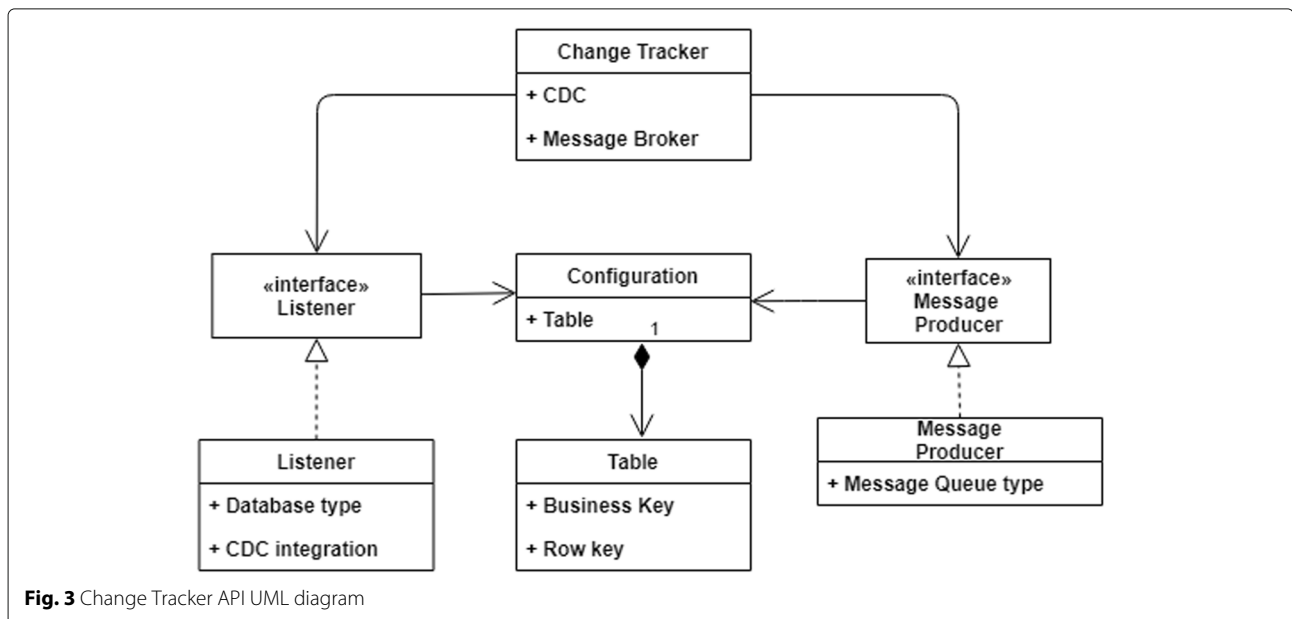 Change Tracker
+ CDC
+ Message Broker
«interface»
Listener
Configuration
+ Table
1
«interface»
Message
Producer
Listener
+ Database type
+ CDC integration
Table
+ Business Key
+ Row key
Message
Producer
+ Message Queue type
Fig. 3 Change Tracker API UML diagram